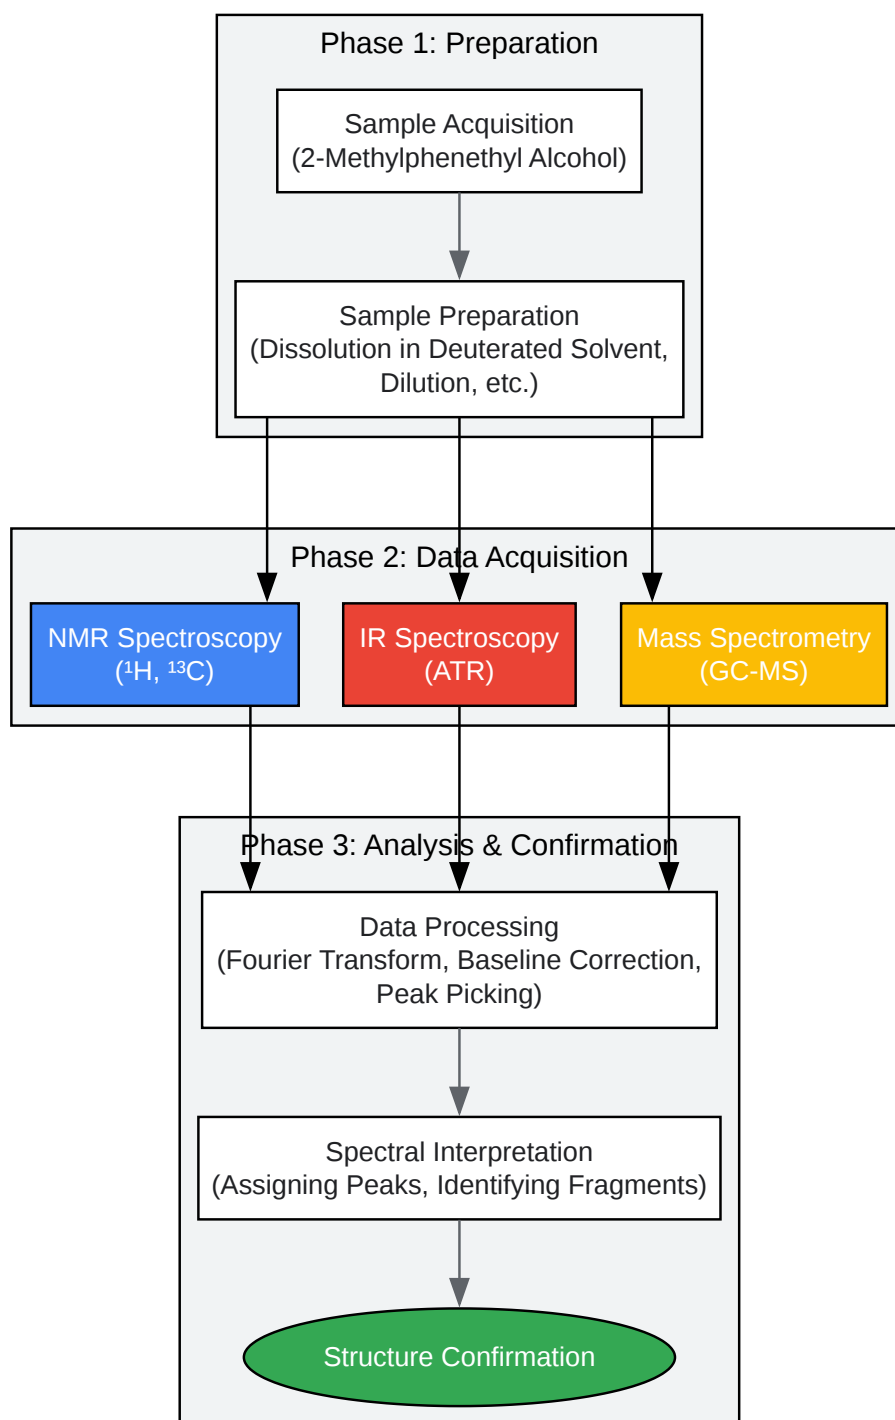 Phase 1: Preparation
Sample Acquisition
(2-Methylphenethyl Alcohol)
Sample Preparation
(Dissolution in Deuterated Solvent,
Dilution, etc.)
Phase 2: Data Acquisition
NMR Spectroscopy
(¹H, ¹³C)
IR Spectroscopy
(ATR)
Mass Spectrometry
(GC-MS)
Phase 3: Analysis & Confirmation
Data Processing
(Fourier Transform, Baseline Correction,
Peak Picking)
Spectral Interpretation
(Assigning Peaks, Identifying Fragments)
Structure Confirmation